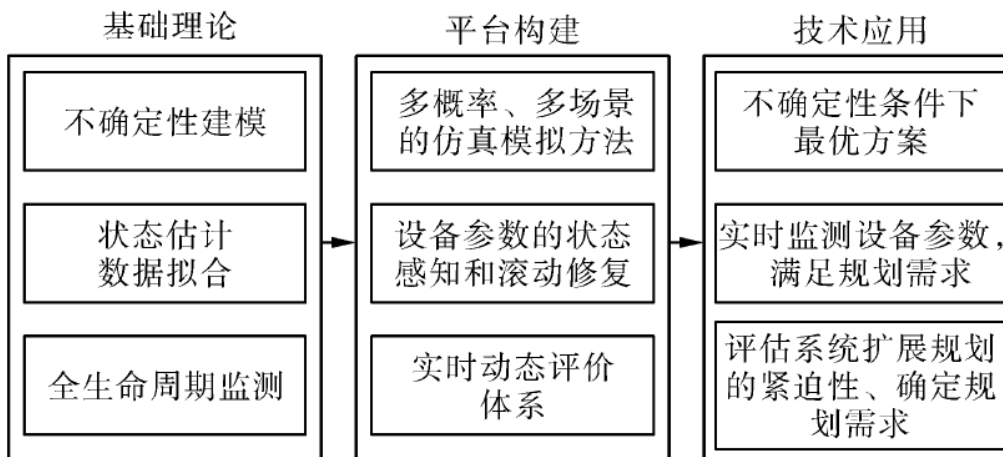 基础理论
不确定性建模
状态估计
数据拟合
全生命周期监测
平台构建
多概率、多场景
的仿真模拟方法
设备参数的状态
感知和滚动修复
实时动态评价
体系
技术应用
不确定性条件下
最优方案
实时监测设备参数,
满足规划需求
评估系统扩展规划
的紧迫性、确定规
划需求